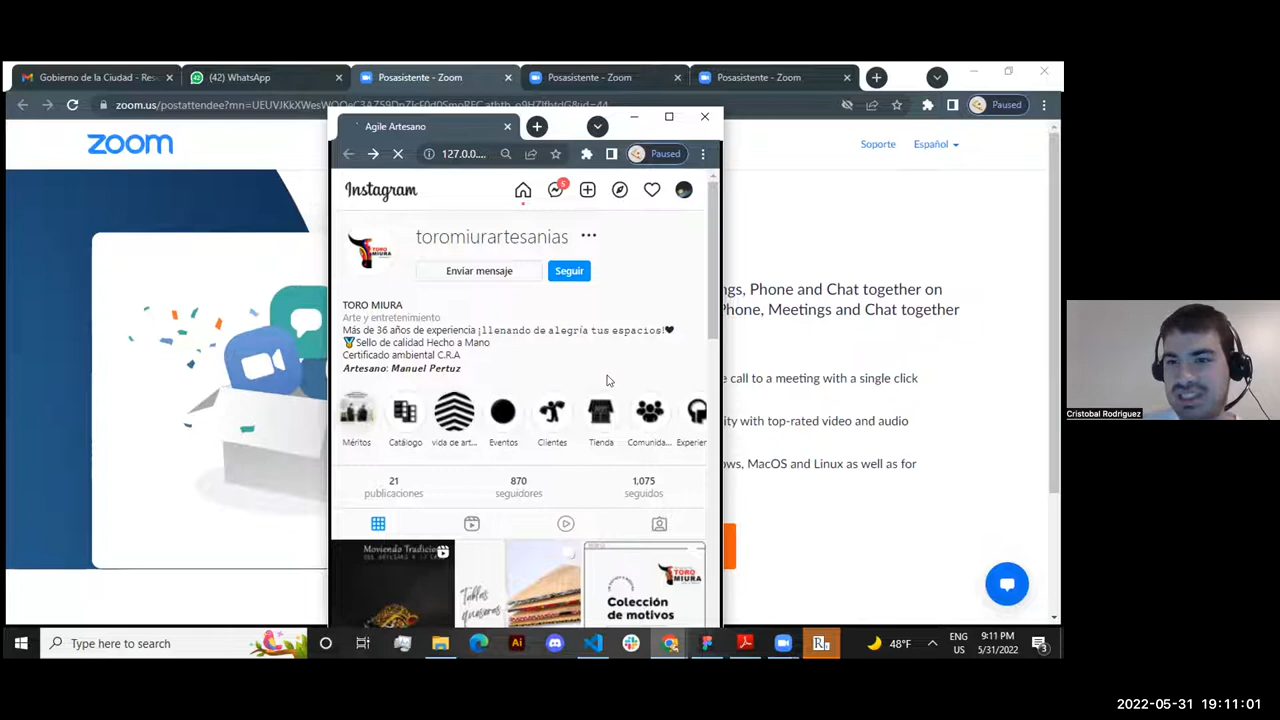 Gobierno de la Ciudad - Res
(42) WhatsApp
Posasistente - Zoom
Posasistente - Zoom
Posasistente - Zoom
Paused
zoom
Soporte
Español
Agile Artesano
127.0.0....
Paused
Instagram
5
toromiurartesanias
Enviar mensaje
Seguir
TORO MIURA
Arte y entretenimiento
Más de 36 años de experiencia ¡llenando de alegría tus espacios!
Sello de calidad Hecho a Mano
Certificado ambiental C.R.A
Artesano: Manuel Pertuz
Méritos
Catálogo
vida de art...
Eventos
Clientes
Tienda
Comunida...
Experien
21
publicaciones
870
seguidores
1,075
seguidos
Moviendo Tradicio
Tablas
queseras
TORO
MIURA
Colección
de motivos
ngs, Phone and Chat together on
Phone, Meetings and Chat together
e call to a meeting with a single click
ity with top-rated video and audio
ows, MacOS and Linux as well as for
Cristobal Rodriguez
Type here to search
48°F
ENG
US
9:11 PM
5/31/2022
3
2022-05-31 19:11:01